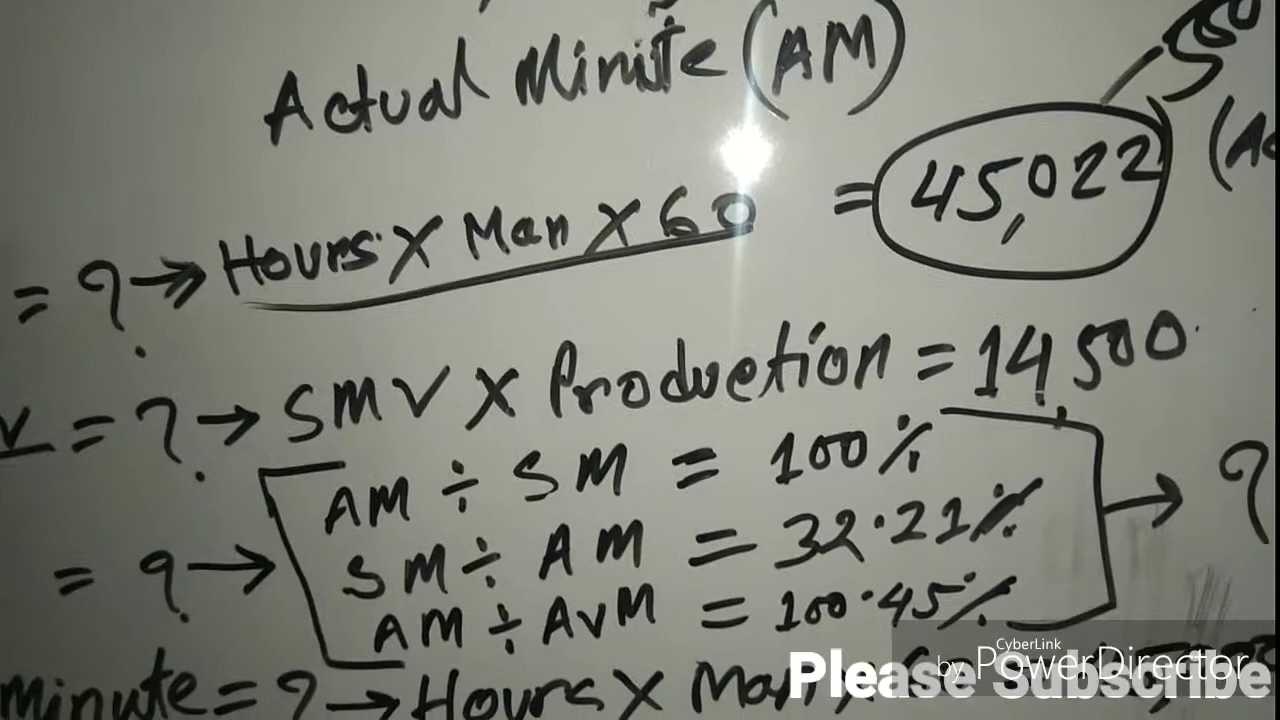 Actual Minite (AM)
= ? → Hours X Man X 60 = 45,022
V = ? → SMV X Production = 14,500
AM ÷ SM = 100%
= ? → SM ÷ AM = 32.21% → ?
AM ÷ AVM = 100.45%
minute = ? → Hours X Man X 60
CyberLink
by PowerDirector
Please Subscribe